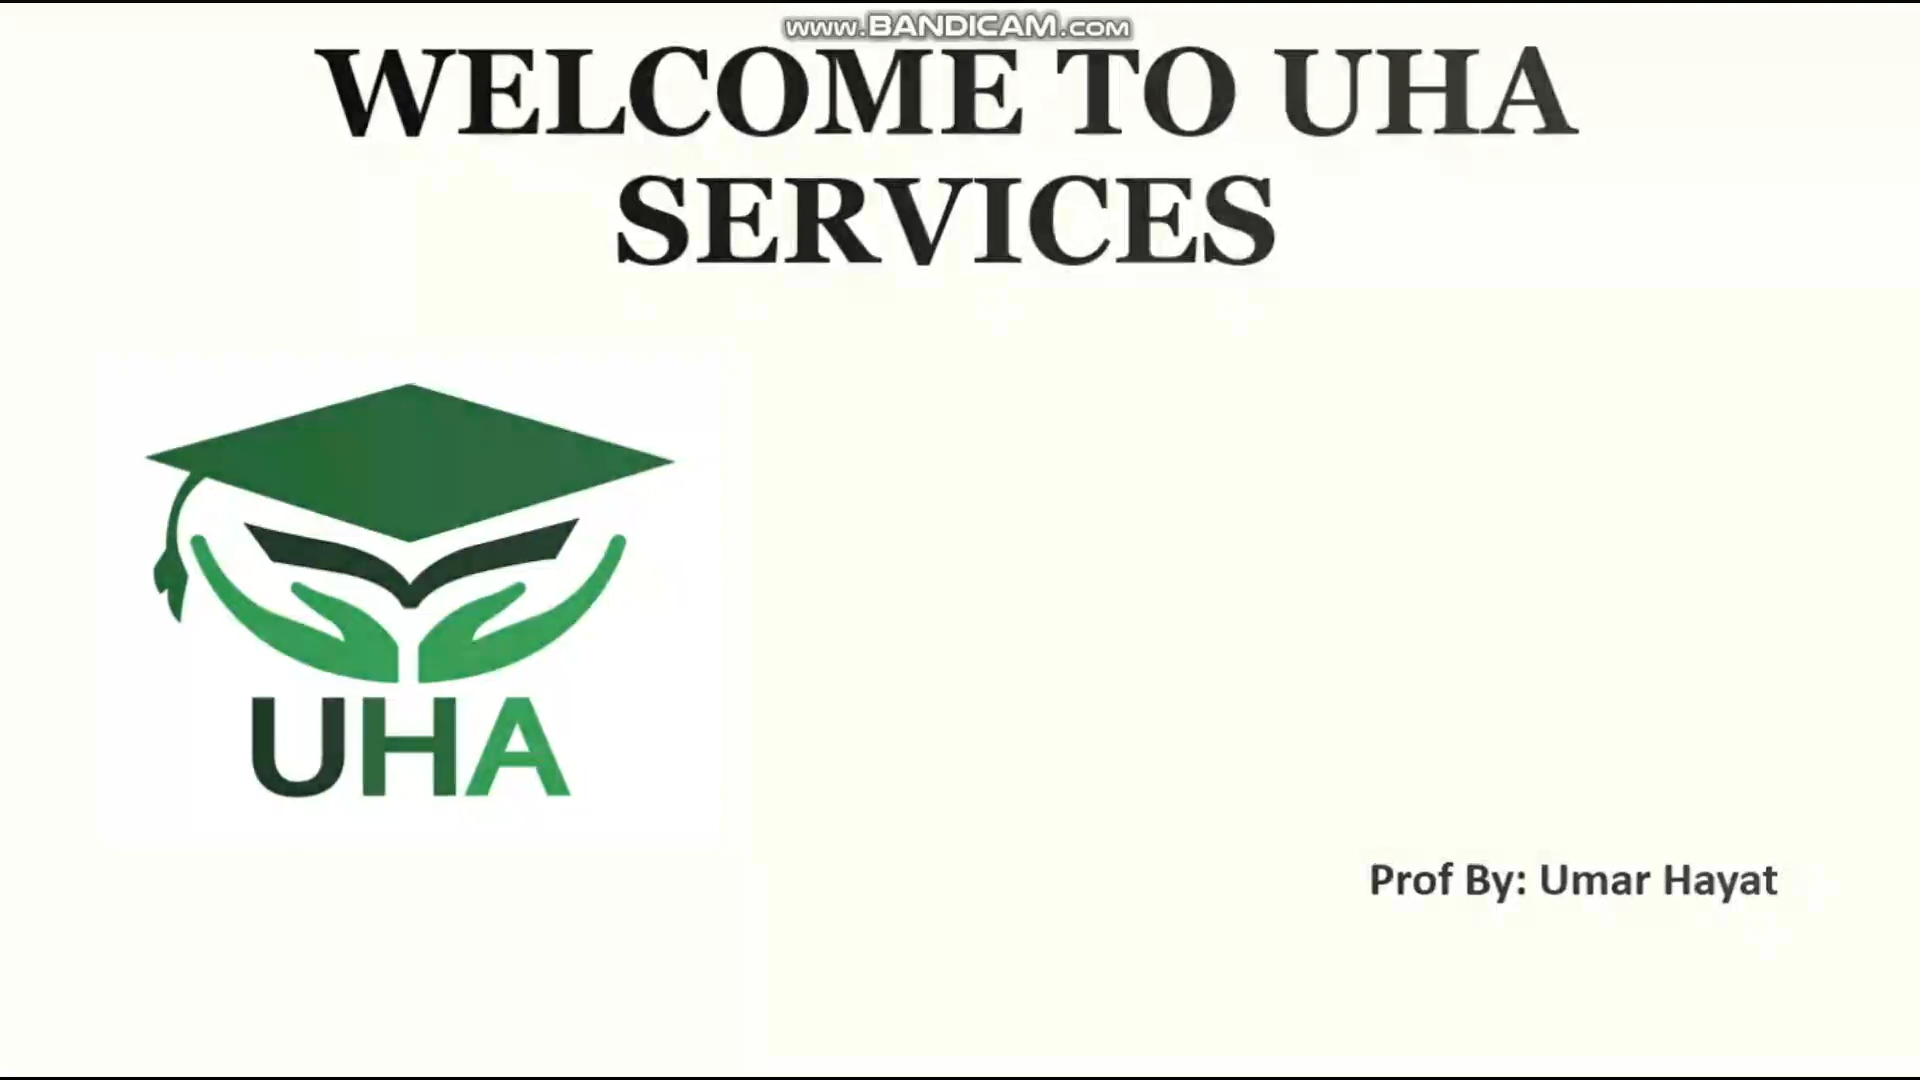 www.BANDICAM.com
WELCOME TO UHA
SERVICES
UHA
Prof By: Umar Hayat